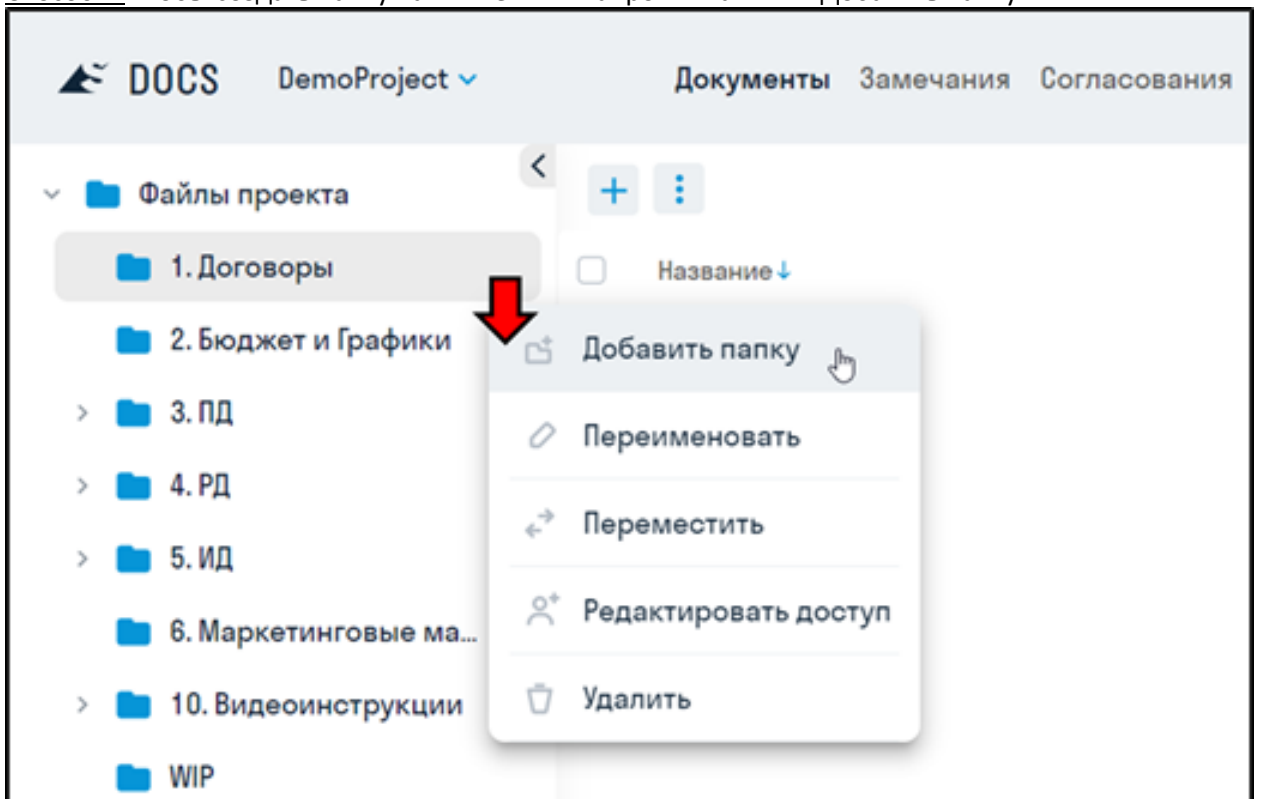 DOCS DemoProject Документы Замечания Согласования
Файлы проекта
1. Договоры
Название
2. Бюджет и Графики
Добавить папку
3. ПД
Переименовать
4. РД
Переместить
5. ИД
Редактировать доступ
6. Маркетинговые ма...
10. Видеоинструкции
Удалить
WIP